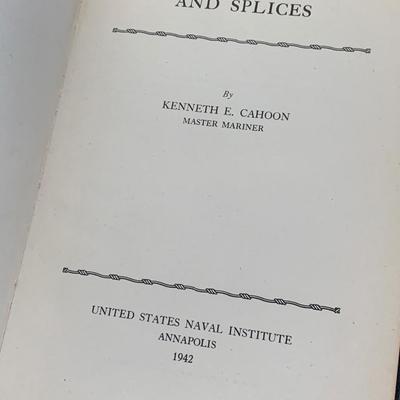 AND SPLICES
By
KENNETH E. CAHOON
MASTER MARINER
UNITED STATES NAVAL INSTITUTE
ANNAPOLIS
1942